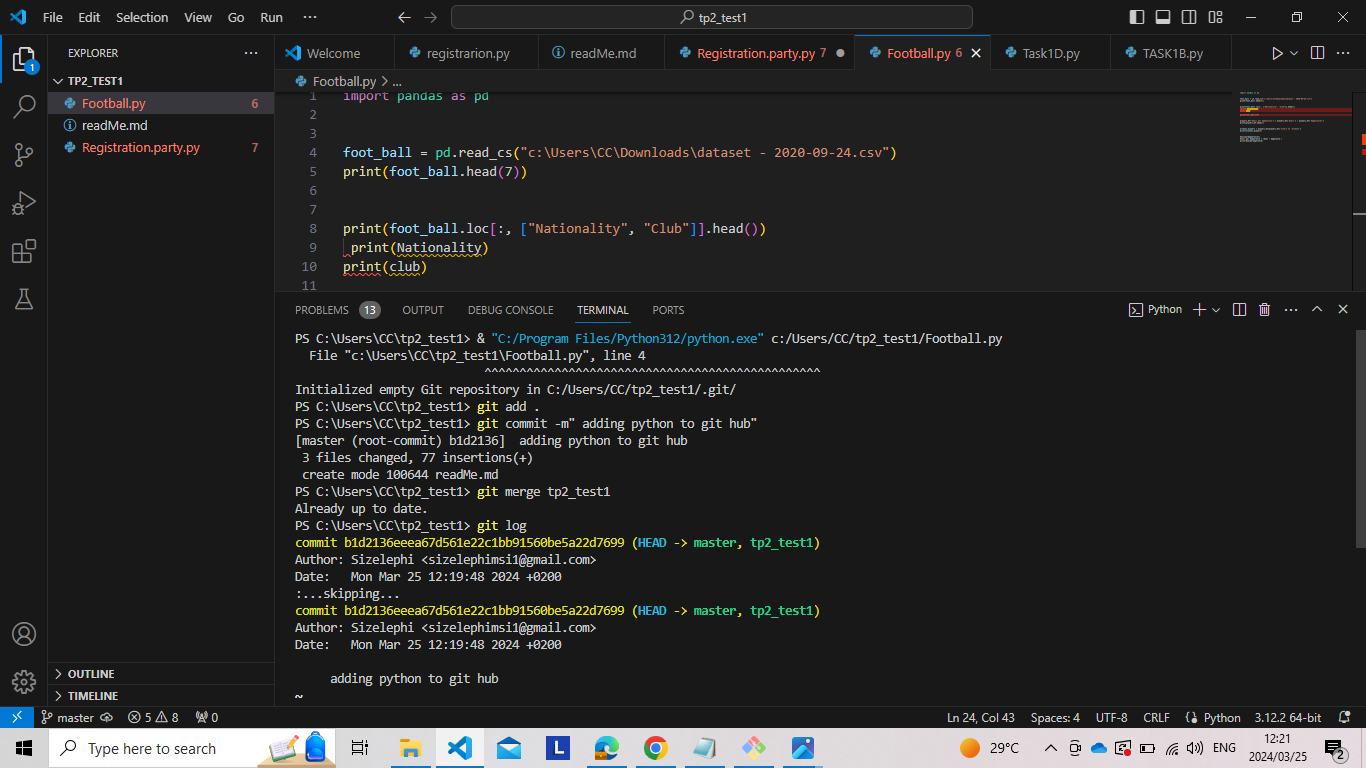 File Edit Selection View Go Run ··· tp2_test1
EXPLORER ···
Welcome registrarion.py readMe.md Registration.party.py 7 Football.py 6 Task1D.py TASK1B.py ···
1
TP2_TEST1
Football.py 6
readMe.md
Registration.party.py 7
Football.py > ...
1 import pandas as pd
2
3
4 foot_ball = pd.read_cs("c:\Users\CC\Downloads\dataset - 2020-09-24.csv")
5 print(foot_ball.head(7))
6
7
8 print(foot_ball.loc[:, ["Nationality", "Club"]].head())
9 print(Nationality)
10 print(club)
11
PROBLEMS 13 OUTPUT DEBUG CONSOLE TERMINAL PORTS Python ···
PS C:\Users\CC\tp2_test1> & "C:/Program Files/Python312/python.exe" c:/Users/CC/tp2_test1/Football.py
File "c:\Users\CC\tp2_test1\Football.py", line 4
^^^^^^^^^^^^^^^^^^^^^^^^^^^^^^^^^^^^^^^^^^^^^^^^
Initialized empty Git repository in C:/Users/CC/tp2_test1/.git/
PS C:\Users\CC\tp2_test1> git add .
PS C:\Users\CC\tp2_test1> git commit -m" adding python to git hub"
[master (root-commit) b1d2136]  adding python to git hub
3 files changed, 77 insertions(+)
create mode 100644 readMe.md
PS C:\Users\CC\tp2_test1> git merge tp2_test1
Already up to date.
PS C:\Users\CC\tp2_test1> git log
commit b1d2136eeea67d561e22c1bb91560be5a22d7699 (HEAD -> master, tp2_test1)
Author: Sizelephi <sizelephimsi1@gmail.com>
Date:   Mon Mar 25 12:19:48 2024 +0200
:...skipping...
commit b1d2136eeea67d561e22c1bb91560be5a22d7699 (HEAD -> master, tp2_test1)
Author: Sizelephi <sizelephimsi1@gmail.com>
Date:   Mon Mar 25 12:19:48 2024 +0200
adding python to git hub
~
OUTLINE
TIMELINE
master 5 8 0 Ln 24, Col 43 Spaces: 4 UTF-8 CRLF Python 3.12.2 64-bit
Type here to search L 29°C ENG 12:21
2024/03/25 2